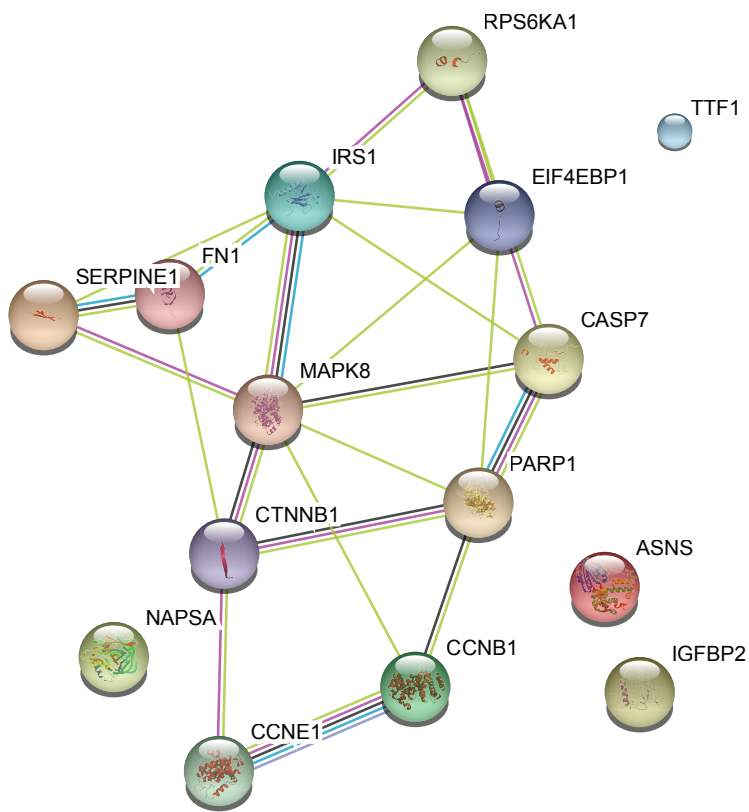 RPS6KA1
TTF1
IRS1
EIF4EBP1
FN1
SERPINE1
CASP7
MAPK8
PARP1
CTNNB1
ASNS
NAPSA
CCNB1
IGFBP2
CCNE1